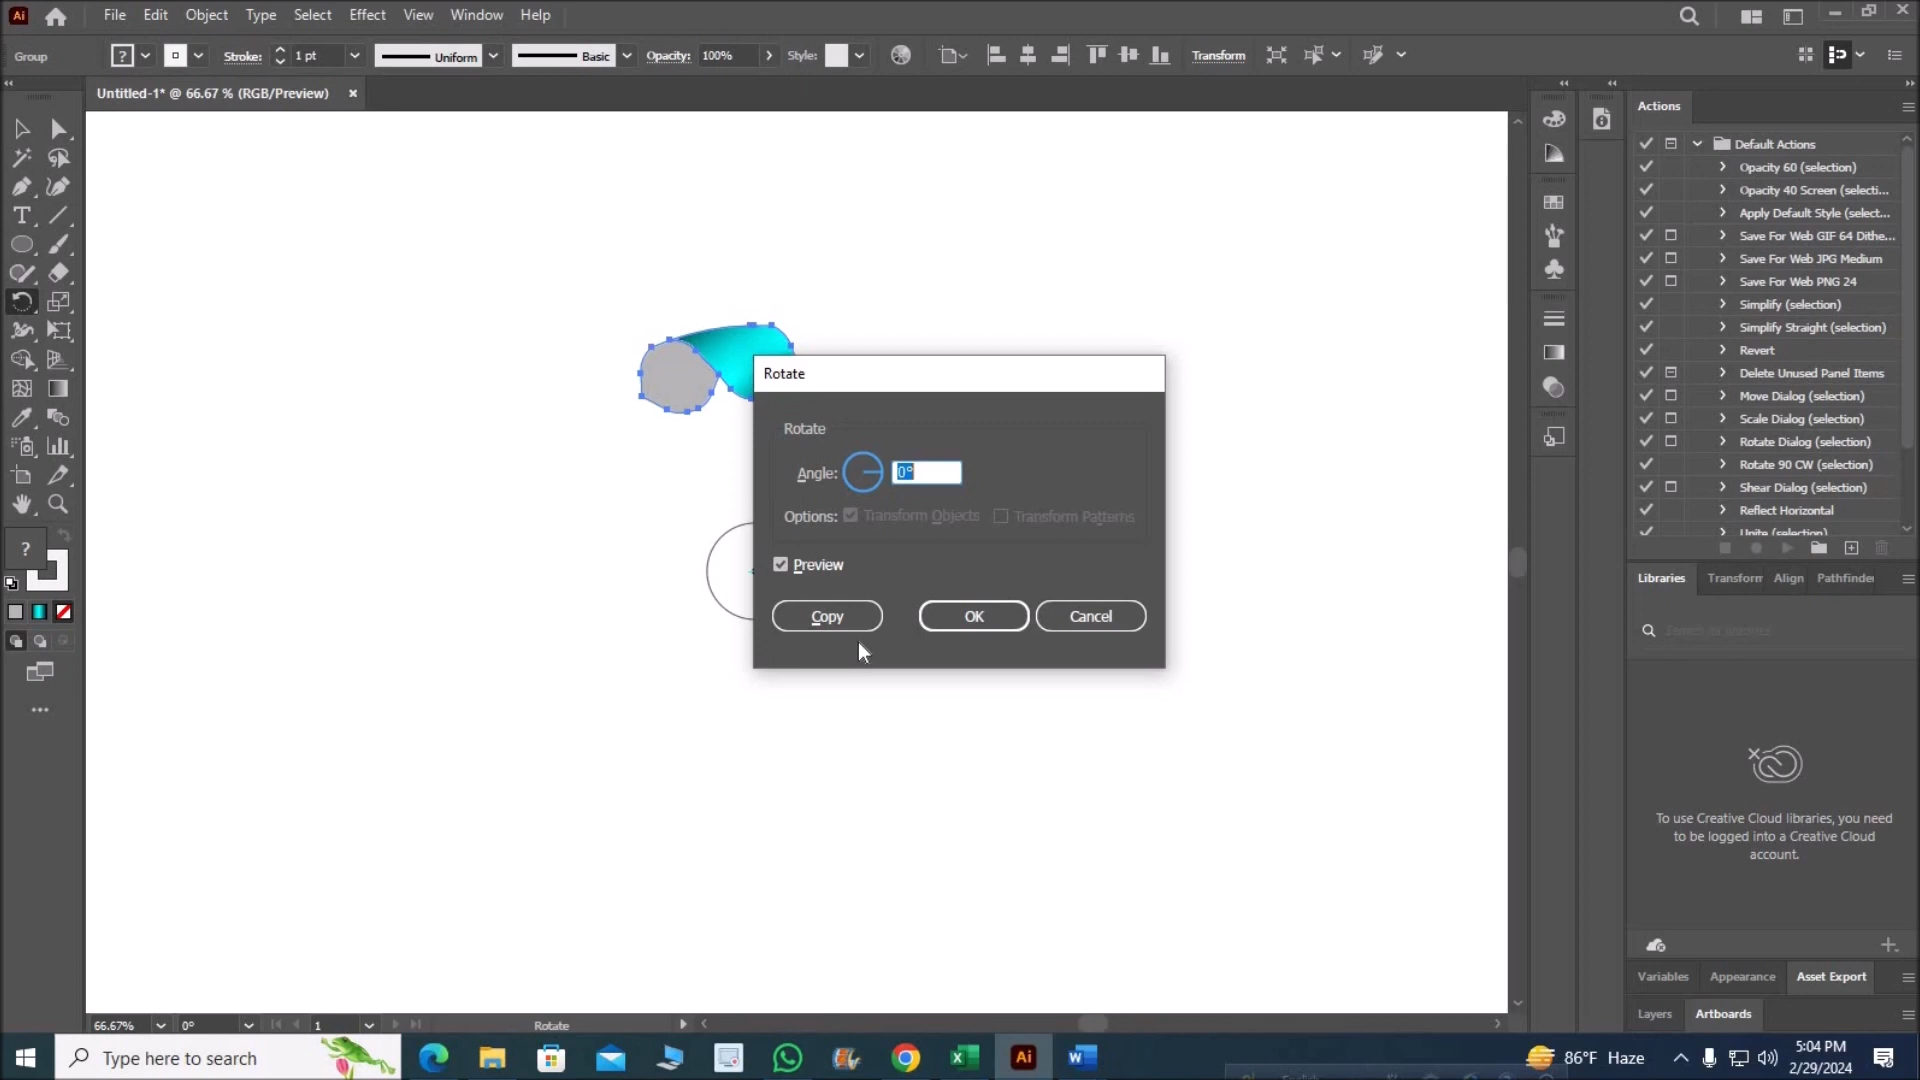 Ai File Edit Object Type Select Effect View Window Help
Group ? Stroke: 1 pt Uniform Basic Opacity: 100% Style: Transform
Untitled-1* @ 66.67 % (RGB/Preview) ×
Actions
Default Actions
Opacity 60 (selection)
Opacity 40 Screen (selecti...
Apply Default Style (select...
Save For Web GIF 64 Dithe...
Save For Web JPG Medium
Save For Web PNG 24
Simplify (selection)
Simplify Straight (selection)
Revert
Delete Unused Panel Items
Move Dialog (selection)
Scale Dialog (selection)
Rotate Dialog (selection)
Rotate 90 CW (selection)
Shear Dialog (selection)
Reflect Horizontal
Unite (selection)
Rotate
Rotate
Angle: 0°
Options: Transform Objects Transform Patterns
Preview
Copy OK Cancel
?
Libraries Transform Align Pathfinde
To use Creative Cloud libraries, you need
to be logged into a Creative Cloud
account.
Variables Appearance Asset Export
Layers Artboards
66.67% 0° 1 Rotate
Type here to search
Ai
86°F Haze
5:04 PM
2/29/2024